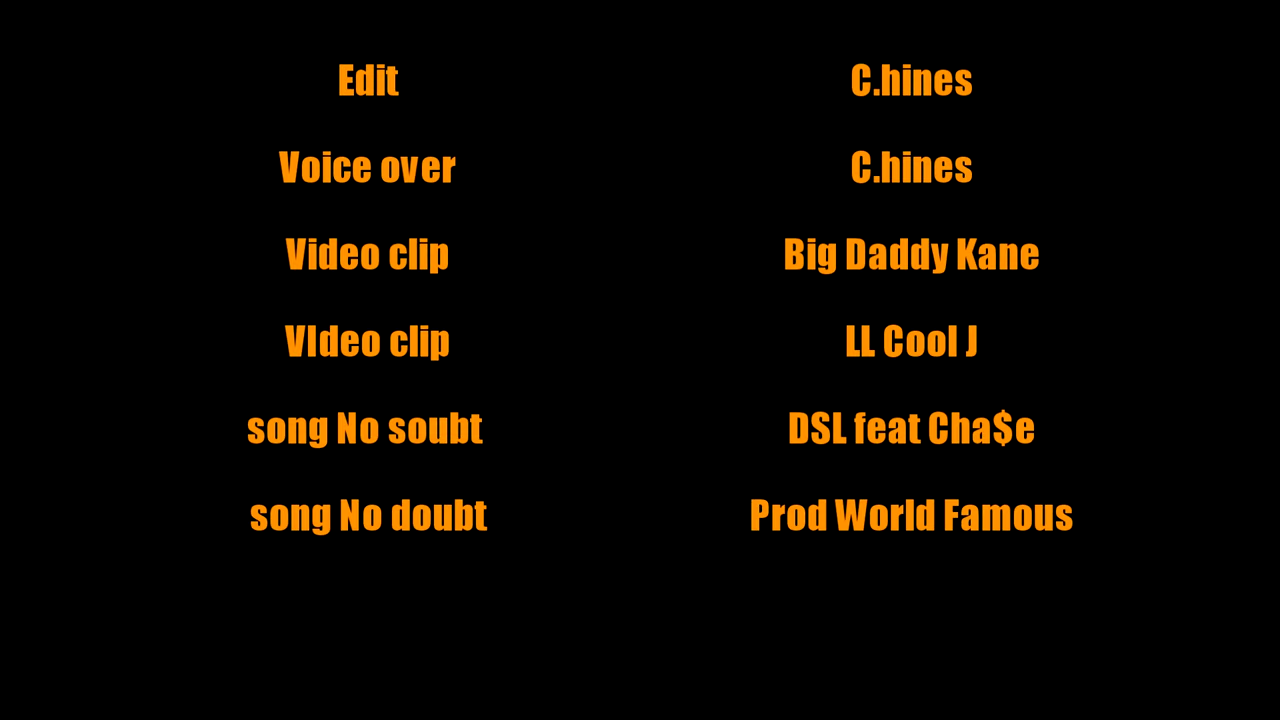 Edit C.hines
Voice over C.hines
Video clip Big Daddy Kane
VIdeo clip LL Cool J
song No soubt DSL feat Cha$e
song No doubt Prod World Famous